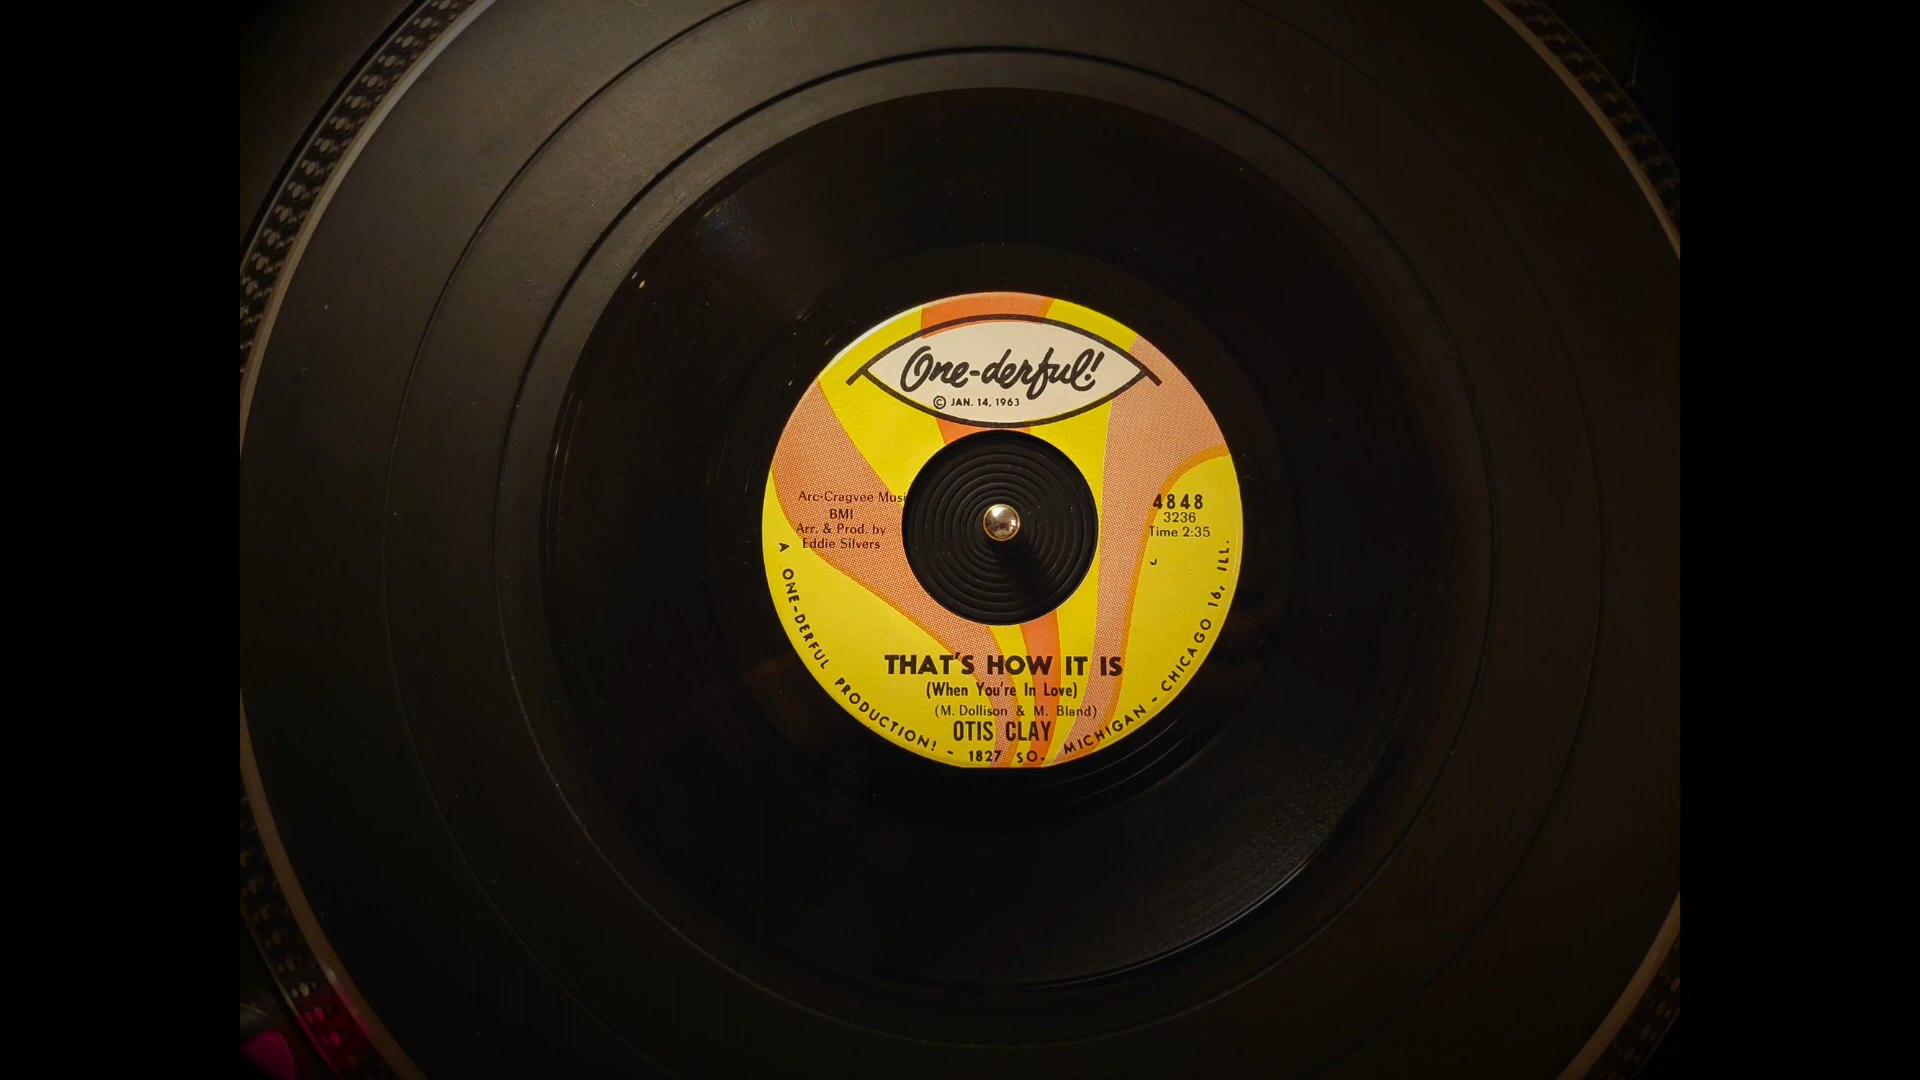 One-derful!
© JAN. 14, 1963
Arc-Cragvee Musi
BMI
Arr. & Prod. by
Eddie Silvers
4848
3236
Time 2:35
THAT'S HOW IT IS
(When You're In Love)
(M. Dollison & M. Bland)
OTIS CLAY
A ONE-DERFUL PRODUCTION! - 1827 SO. MICHIGAN - CHICAGO 16, ILL.